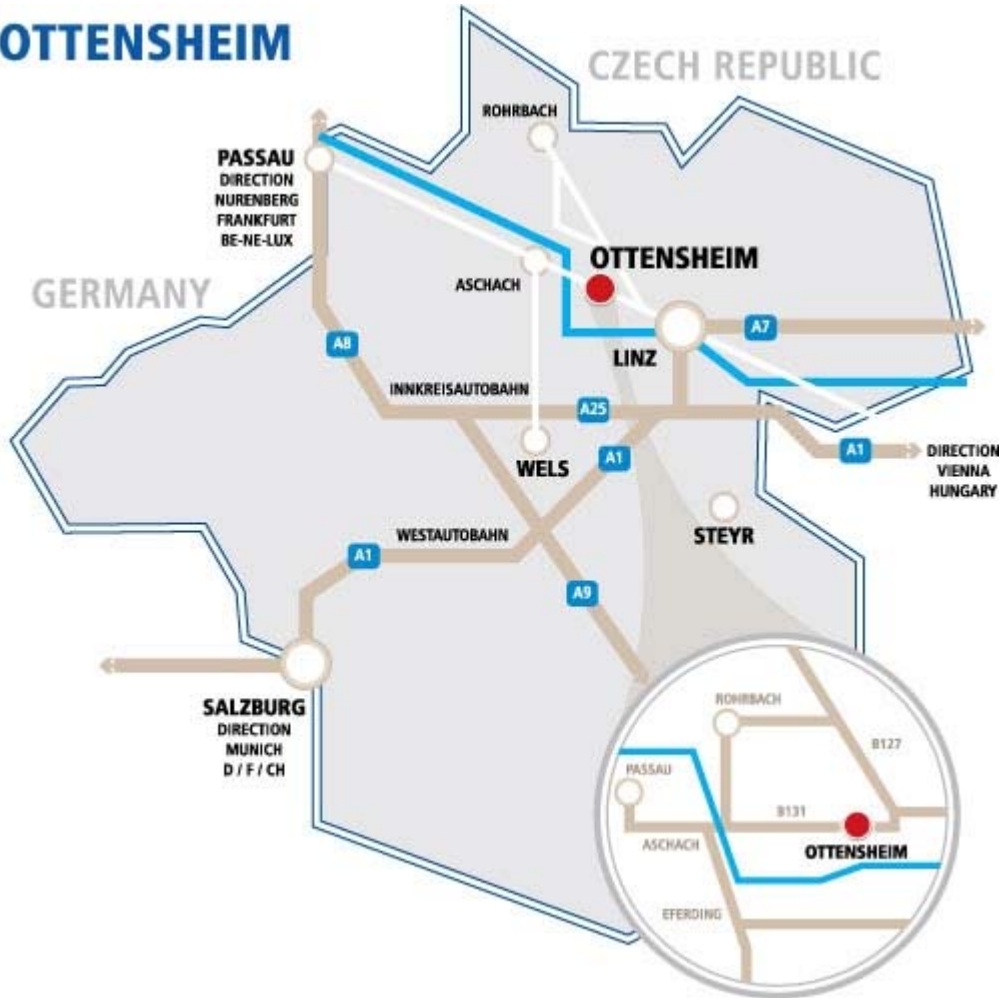 OTTENSHEIM
CZECH REPUBLIC
ROHRBACH
PASSAU
DIRECTION
NURENBERG
FRANKFURT
BE-NE-LUX
OTTENSHEIM
ASCHACH
GERMANY
A7
A8
LINZ
INNKREISAUTOBAHN
A25
A1
A1
DIRECTION
VIENNA
HUNGARY
WELS
STEYR
WESTAUTOBAHN
A1
A9
SALZBURG
DIRECTION
MUNICH
D / F / CH
ROHRBACH
B127
PASSAU
B131
ASCHACH
OTTENSHEIM
EFERDING